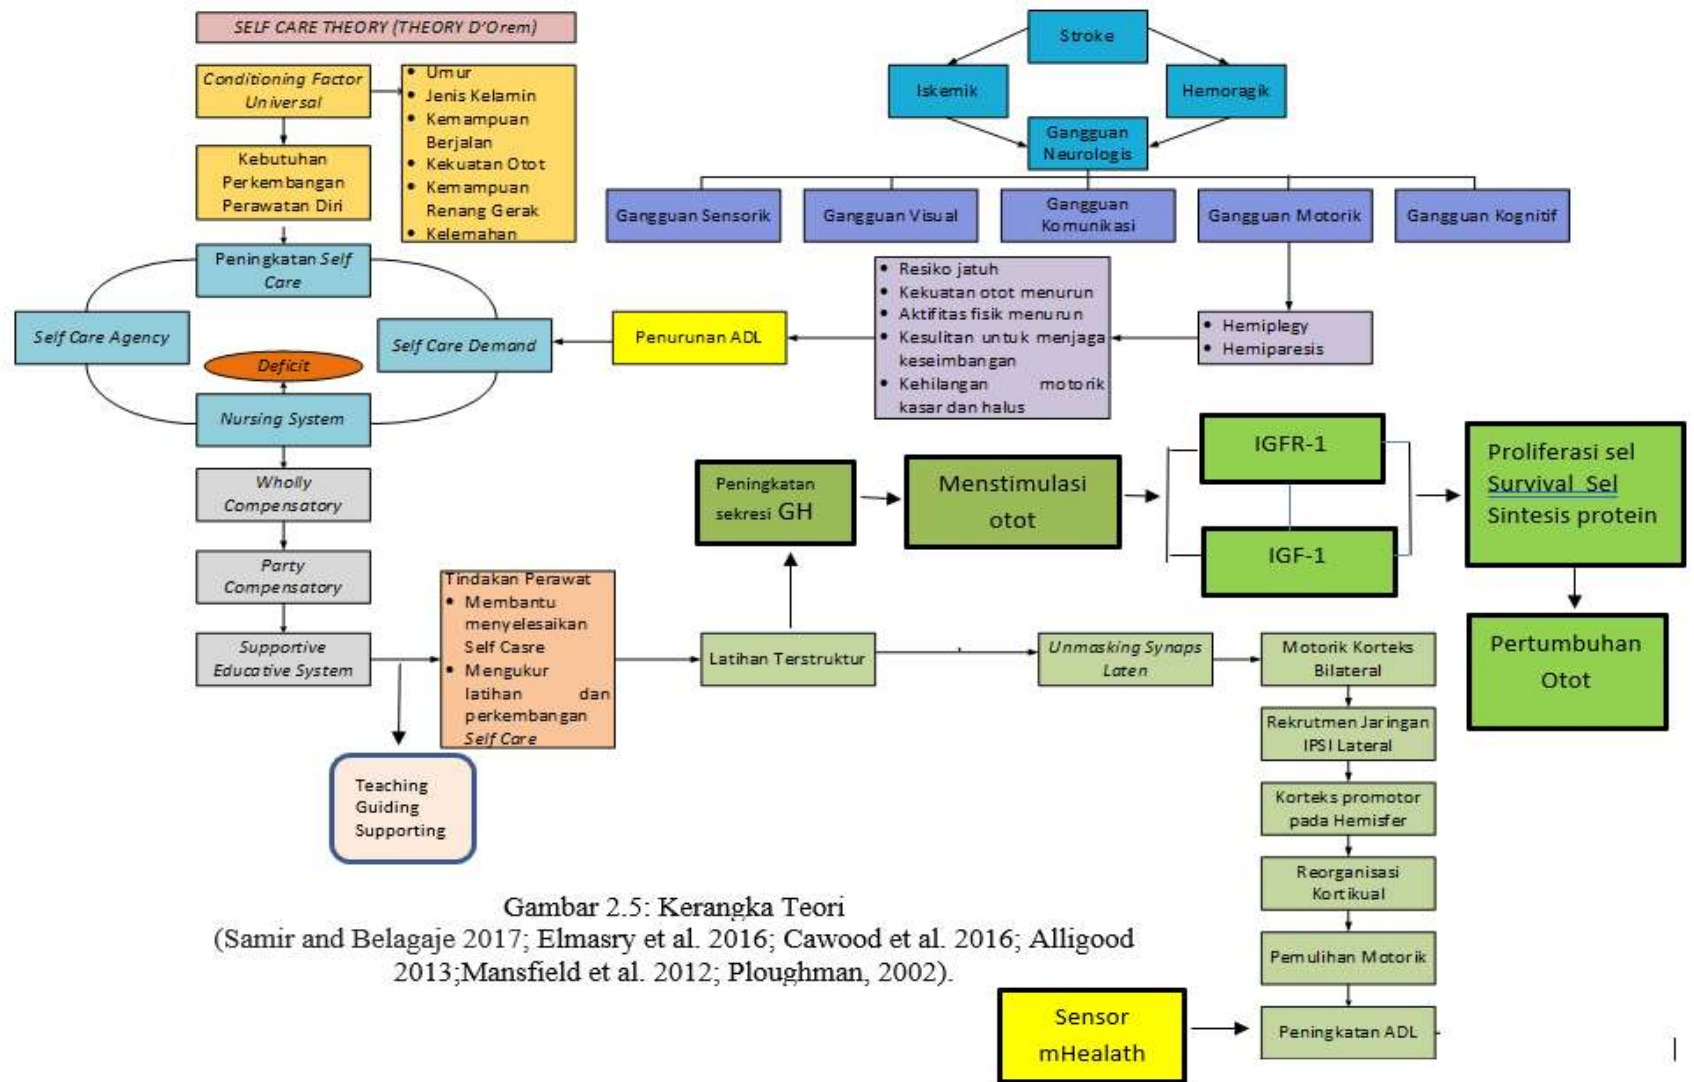 SELF CARE THEORY (THEORY D'Orem)
Conditioning Factor
Universal
• Umur
• Jenis Kelamin
• Kemampuan
Berjalan
• Kekuatan Otot
• Kemampuan
Renang Gerak
• Kelemahan
Kebutuhan
Perkembangan
Perawatan Diri
Peningkatan Self
Care
Self Care Agency
Self Care Demand
Deficit
Nursing System
Wholly
Compensatory
Party
Compensatory
Supportive
Educative System
Teaching
Guiding
Supporting
Tindakan Perawat
• Membantu
menyelesaikan
Self Casre
• Mengukur
latihan dan
perkembangan
Self Care
Stroke
Iskemik
Hemoragik
Gangguan
Neurologis
Gangguan Sensorik
Gangguan Visual
Gangguan
Komunikasi
Gangguan Motorik
Gangguan Kognitif
• Hemiplegy
• Hemiparesis
• Resiko jatuh
• Kekuatan otot menurun
• Aktifitas fisik menurun
• Kesulitan untuk menjaga
keseimbangan
• Kehilangan motorik
kasar dan halus
Penurunan ADL
Peningkatan
sekresi GH
Menstimulasi
otot
IGFR-1
IGF-1
Proliferasi sel
Survival Sel
Sintesis protein
Pertumbuhan
Otot
Latihan Terstruktur
Unmasking Synaps
Laten
Motorik Korteks
Bilateral
Rekrutmen Jaringan
IPSI Lateral
Korteks promotor
pada Hemisfer
Reorganisasi
Kortikual
Pemulihan Motorik
Peningkatan ADL
Sensor
mHealath
Gambar 2.5: Kerangka Teori
(Samir and Belagaje 2017; Elmasry et al. 2016; Cawood et al. 2016; Alligood
2013;Mansfield et al. 2012; Ploughman, 2002).